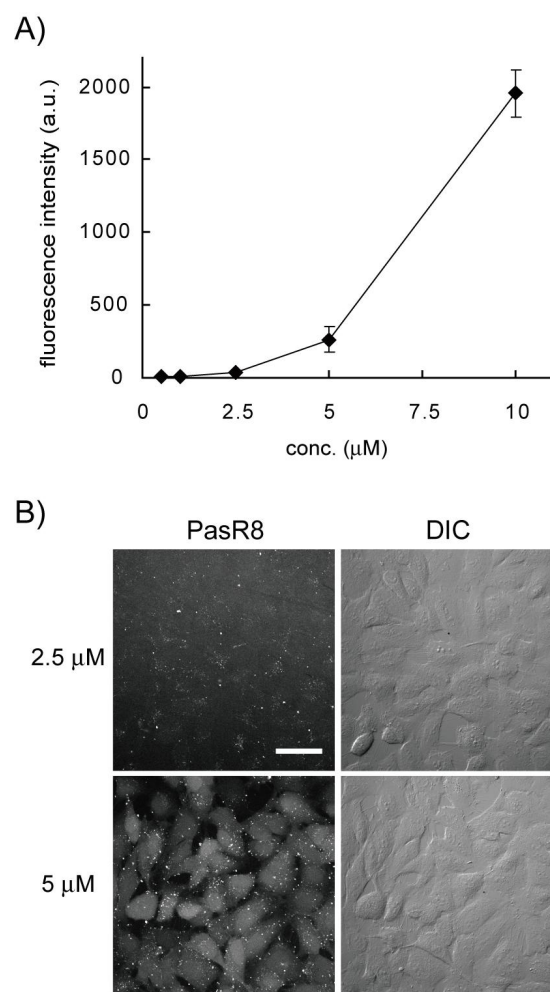 A)
fluorescence intensity (a.u.)
2000
1500
1000
500
0
0 2.5 5 7.5 10
conc. (μM)
B)
PasR8 DIC
2.5 μM
5 μM